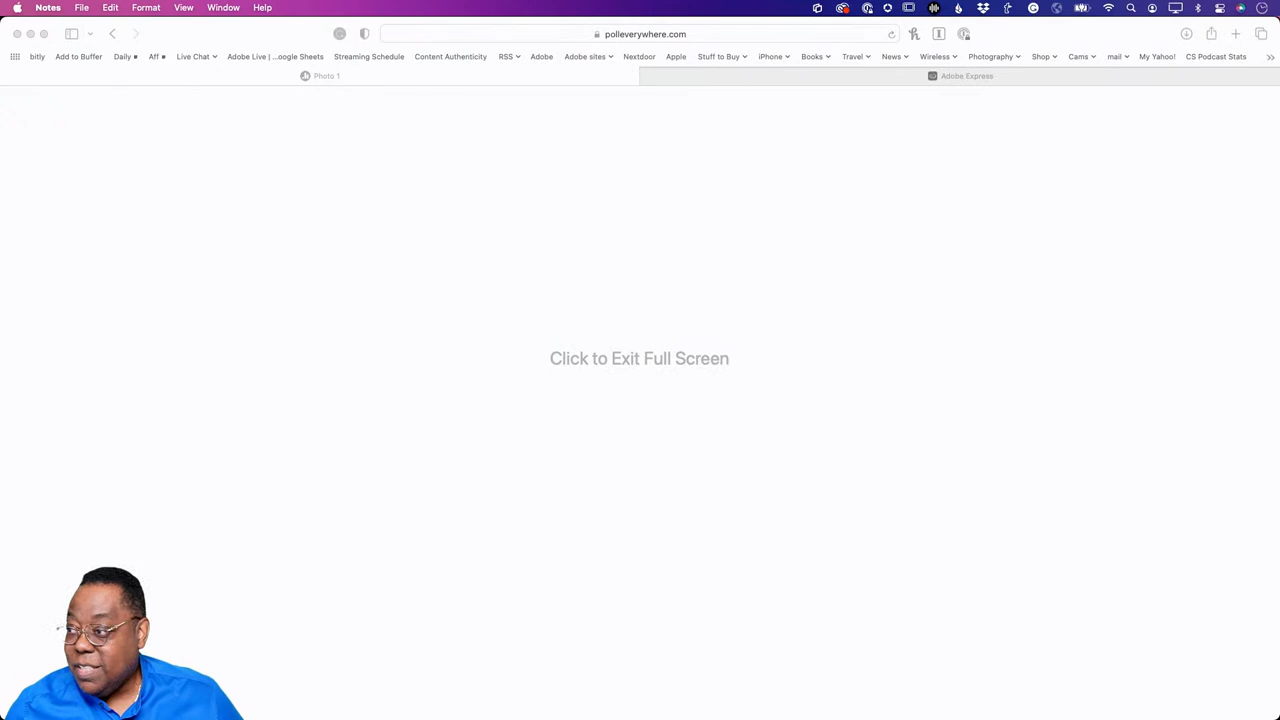 Notes File Edit Format View Window Help
polleverywhere.com
bitly Add to Buffer Daily Aff Live Chat Adobe Live | ...oogle Sheets Streaming Schedule Content Authenticity RSS Adobe Adobe sites Nextdoor Apple Stuff to Buy iPhone Books Travel News Wireless Photography Shop Cams mail My Yahoo! CS Podcast Stats
Photo 1 Adobe Express
Click to Exit Full Screen